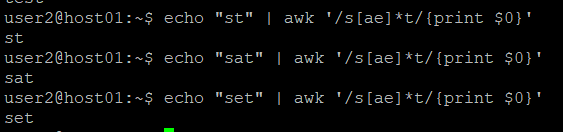 user2@host01:~$ echo "st" | awk '/s[ae]*t/{print $0}'
st
user2@host01:~$ echo "sat" | awk '/s[ae]*t/{print $0}'
sat
user2@host01:~$ echo "set" | awk '/s[ae]*t/{print $0}'
set